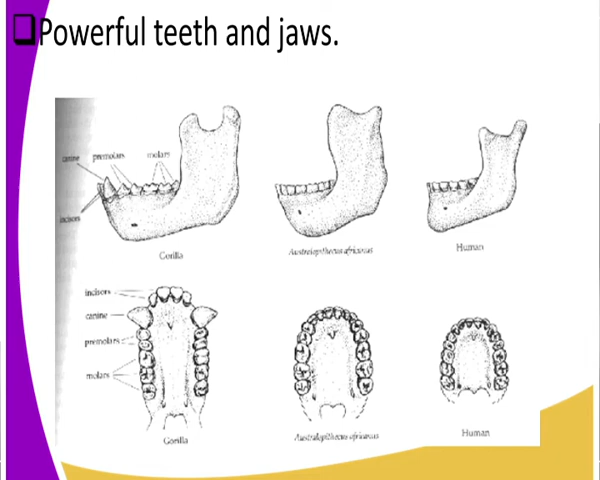 Powerful teeth and jaws.
canine premolars molars
incisors
Gorilla
Australopithecus africanus
Human
incisors
canine
premolars
molars
Gorilla
Australopithecus africanus
Human